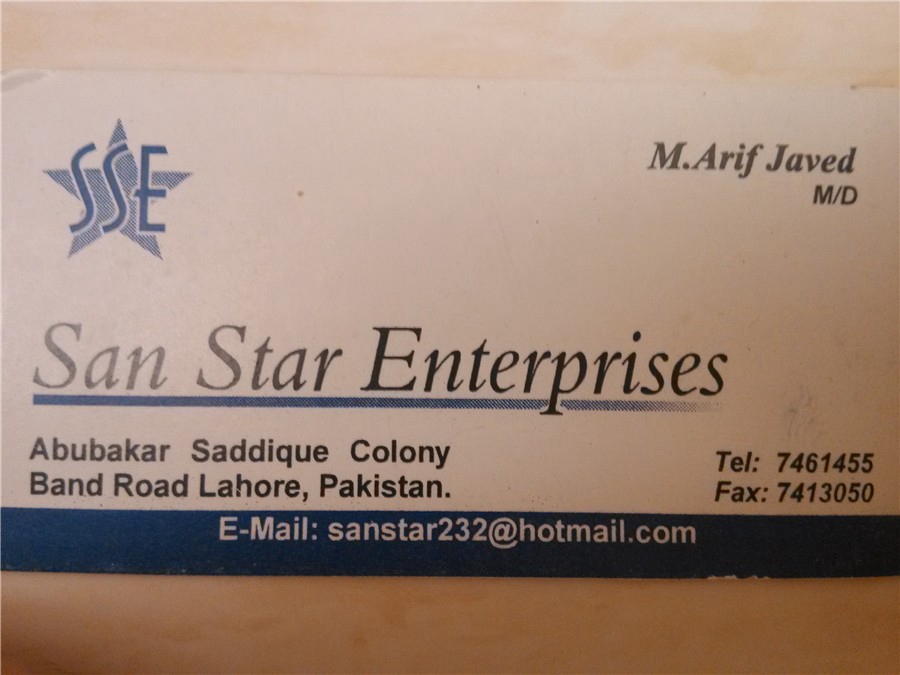 SSE
M.Arif Javed
M/D
San Star Enterprises
Abubakar Saddique Colony
Band Road Lahore, Pakistan.
Tel: 7461455
Fax: 7413050
E-Mail: sanstar232@hotmail.com